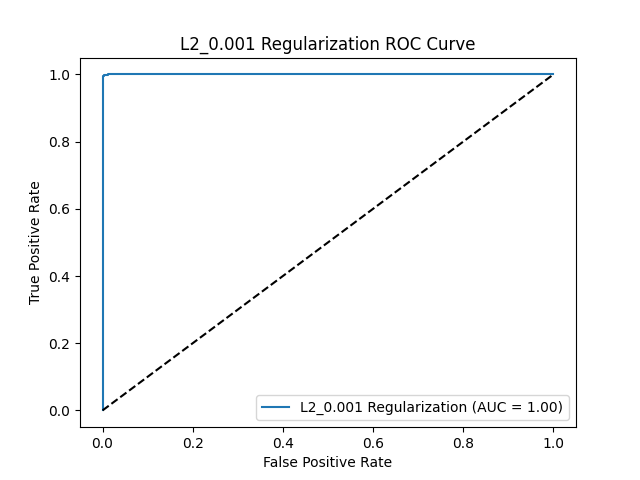 L2_0.001 Regularization ROC Curve
True Positive Rate
1.0
0.8
0.6
0.4
0.2
0.0
L2_0.001 Regularization (AUC = 1.00)
0.0 0.2 0.4 0.6 0.8 1.0
False Positive Rate